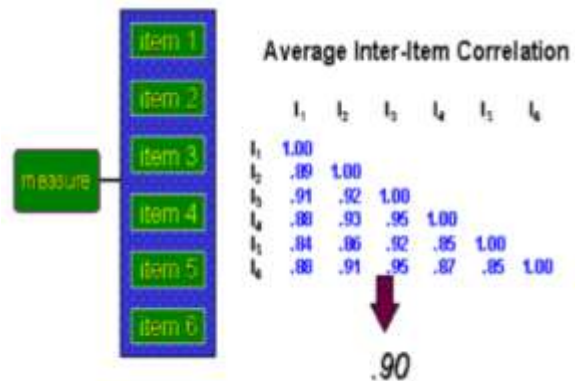 measure
item 1
item 2
item 3
item 4
item 5
item 6
Average Inter-Item Correlation
I₁ I₂ I₃ I₄ I₅ I₆
I₁ 1.00
I₂ .89 1.00
I₃ .91 .92 1.00
I₄ .88 .93 .95 1.00
I₅ .84 .86 .92 .85 1.00
I₆ .88 .91 .95 .87 .85 1.00
.90